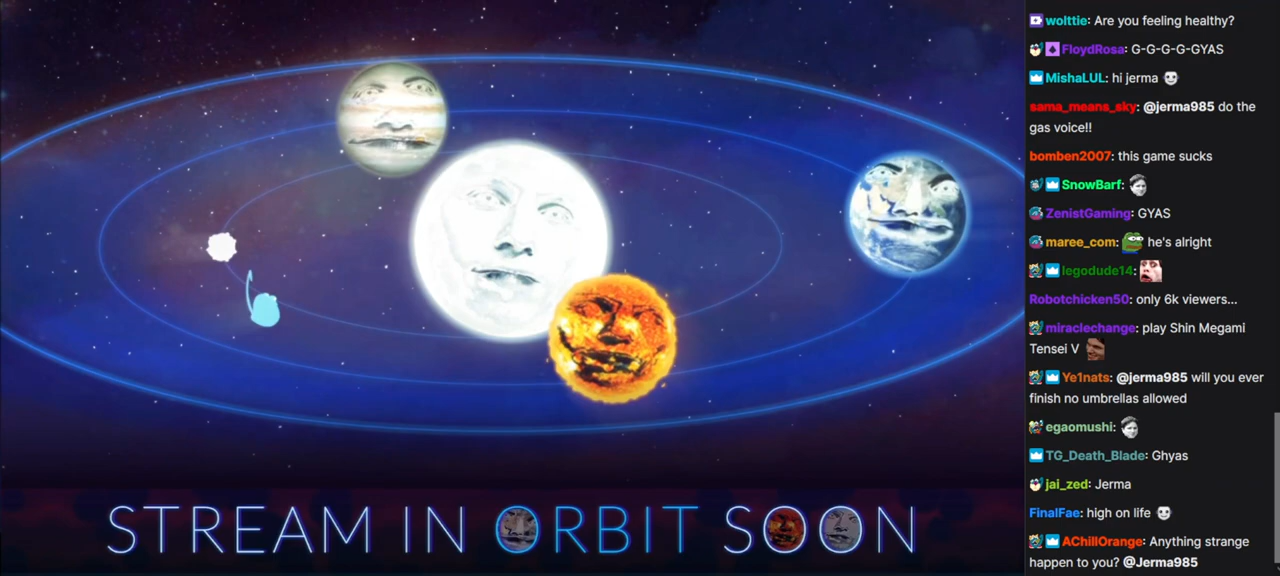 wolttie: Are you feeling healthy?
FloydRosa: G-G-G-G-GYAS
MishaLUL: hi jerma
sama_means_sky: @jerma985 do the
gas voice!!
bomben2007: this game sucks
SnowBarf:
ZenistGaming: GYAS
maree_com: he's alright
legodude14:
Robotchicken50: only 6k viewers...
miraclechange: play Shin Megami
Tensei V
Ye1nats: @jerma985 will you ever
finish no umbrellas allowed
egaomushi:
TG_Death_Blade: Ghyas
jai_zed: Jerma
FinalFae: high on life
AChillOrange: Anything strange
happen to you? @Jerma985
STREAM IN ORBIT SOON